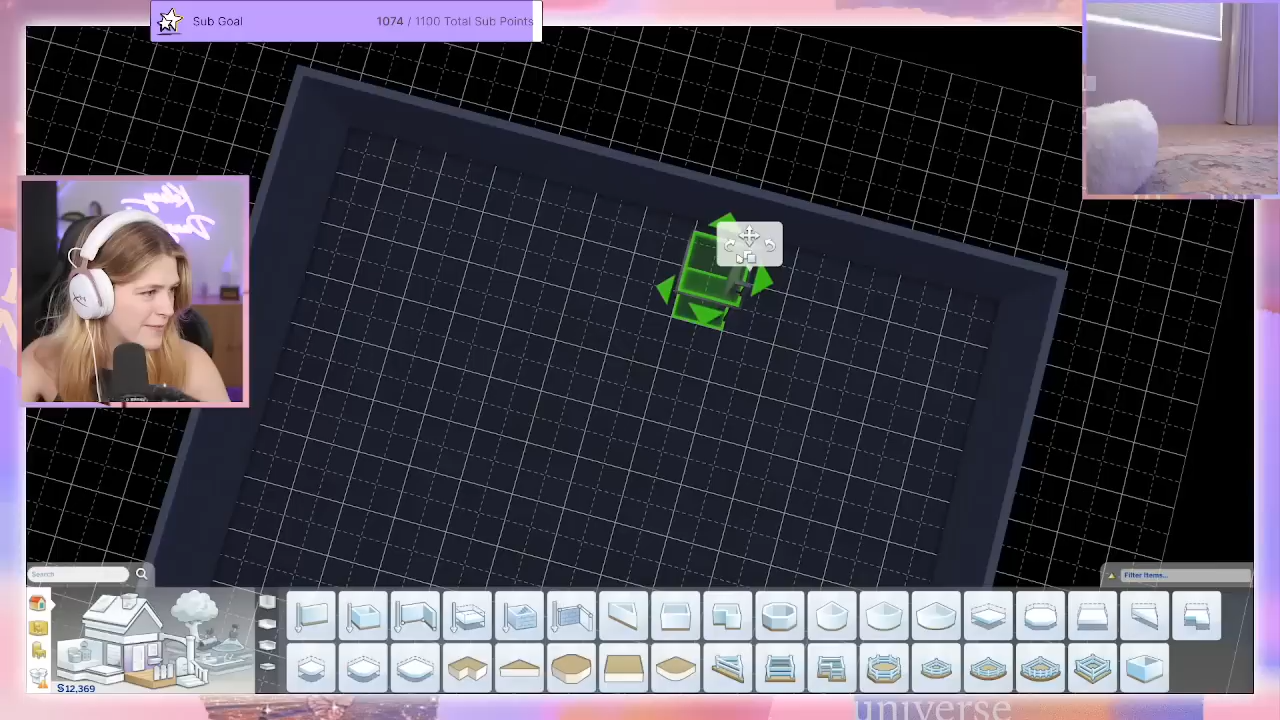 Sub Goal
1074 / 1100 Total Sub Points
Search
Filter Items...
§12,369
universe